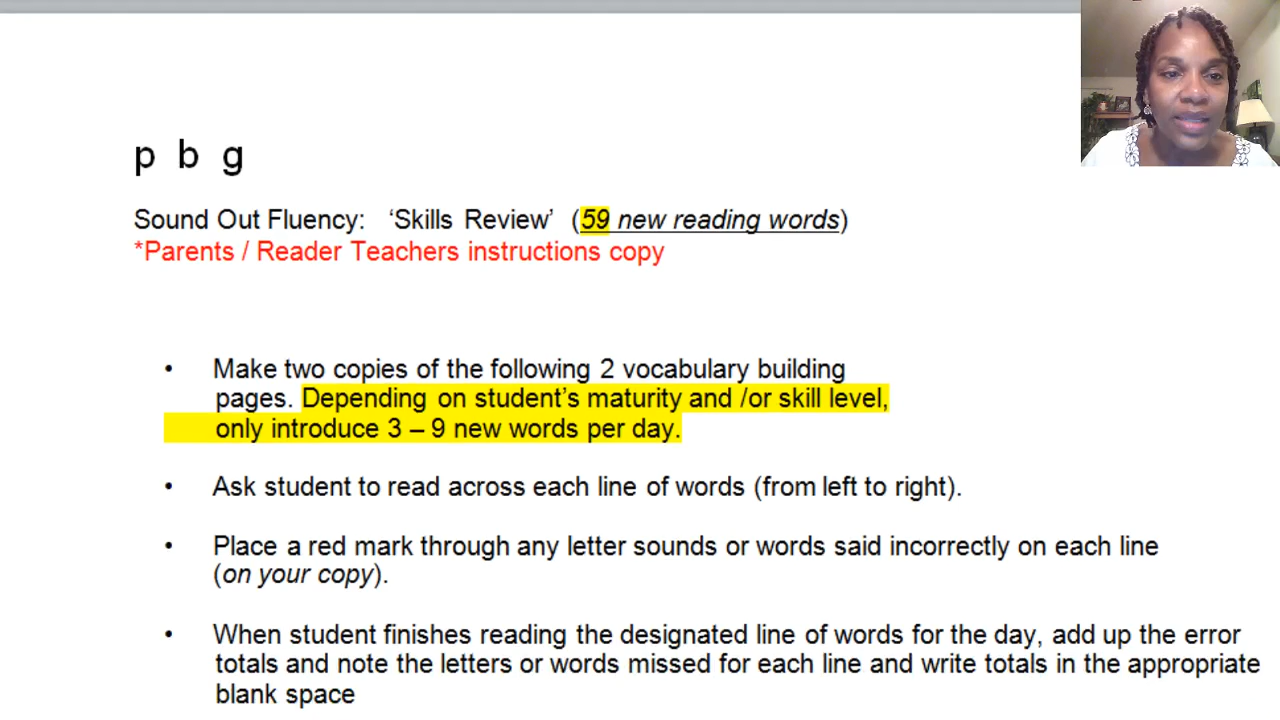 p b g
Sound Out Fluency: ‘Skills Review’ (59 new reading words)
*Parents / Reader Teachers instructions copy
• Make two copies of the following 2 vocabulary building
pages. Depending on student’s maturity and /or skill level,
only introduce 3 – 9 new words per day.
• Ask student to read across each line of words (from left to right).
• Place a red mark through any letter sounds or words said incorrectly on each line
(on your copy).
• When student finishes reading the designated line of words for the day, add up the error
totals and note the letters or words missed for each line and write totals in the appropriate
blank space